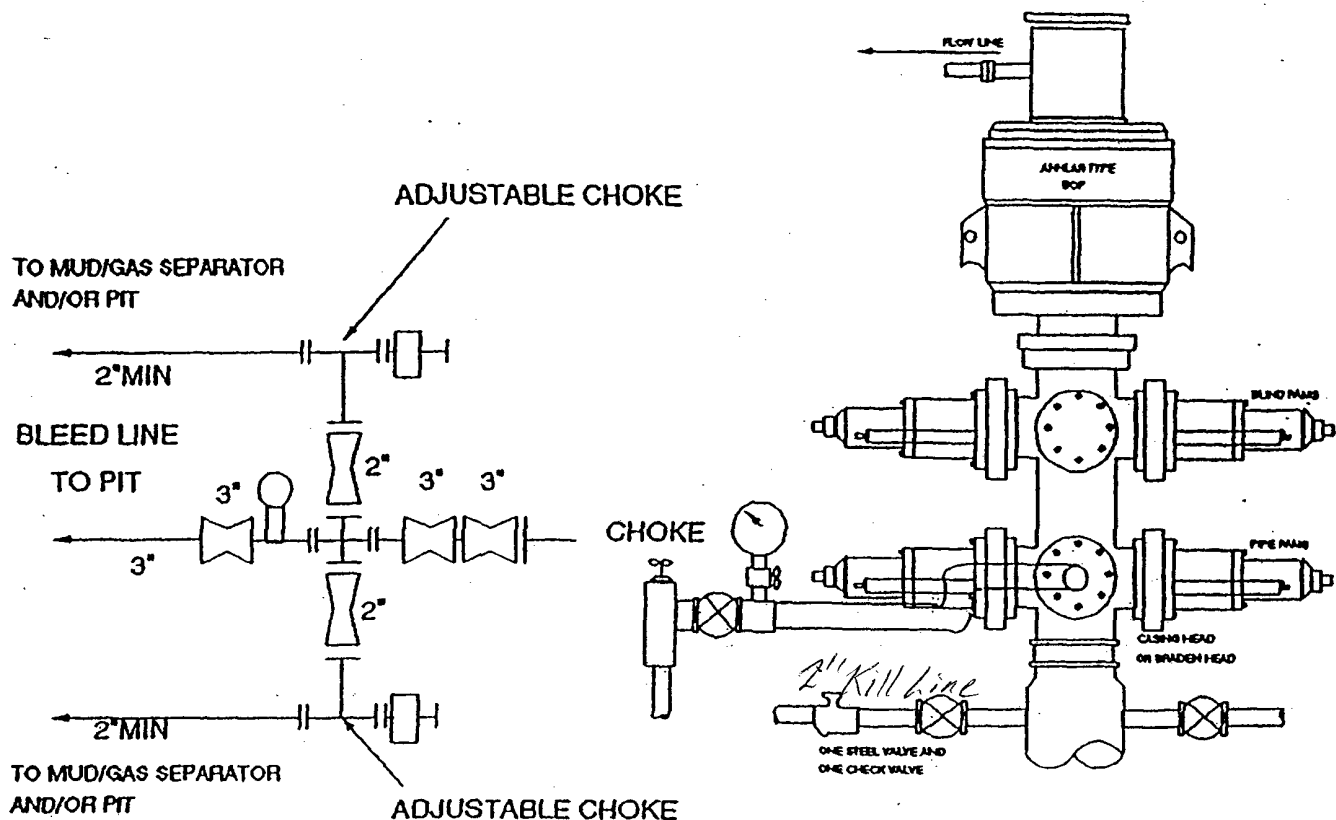 FLOW LINE
ANNULAR TYPE
BOP
ADJUSTABLE CHOKE
TO MUD/GAS SEPARATOR
AND/OR PIT
2" MIN
BLIND RAMS
BLEED LINE
TO PIT
2"
3"
3" 3"
3"
CHOKE
PIPE RAMS
2"
CASING HEAD
OR BRADEN HEAD
2" Kill Line
2" MIN
ONE STEEL VALVE AND
ONE CHECK VALVE
TO MUD/GAS SEPARATOR
AND/OR PIT
ADJUSTABLE CHOKE